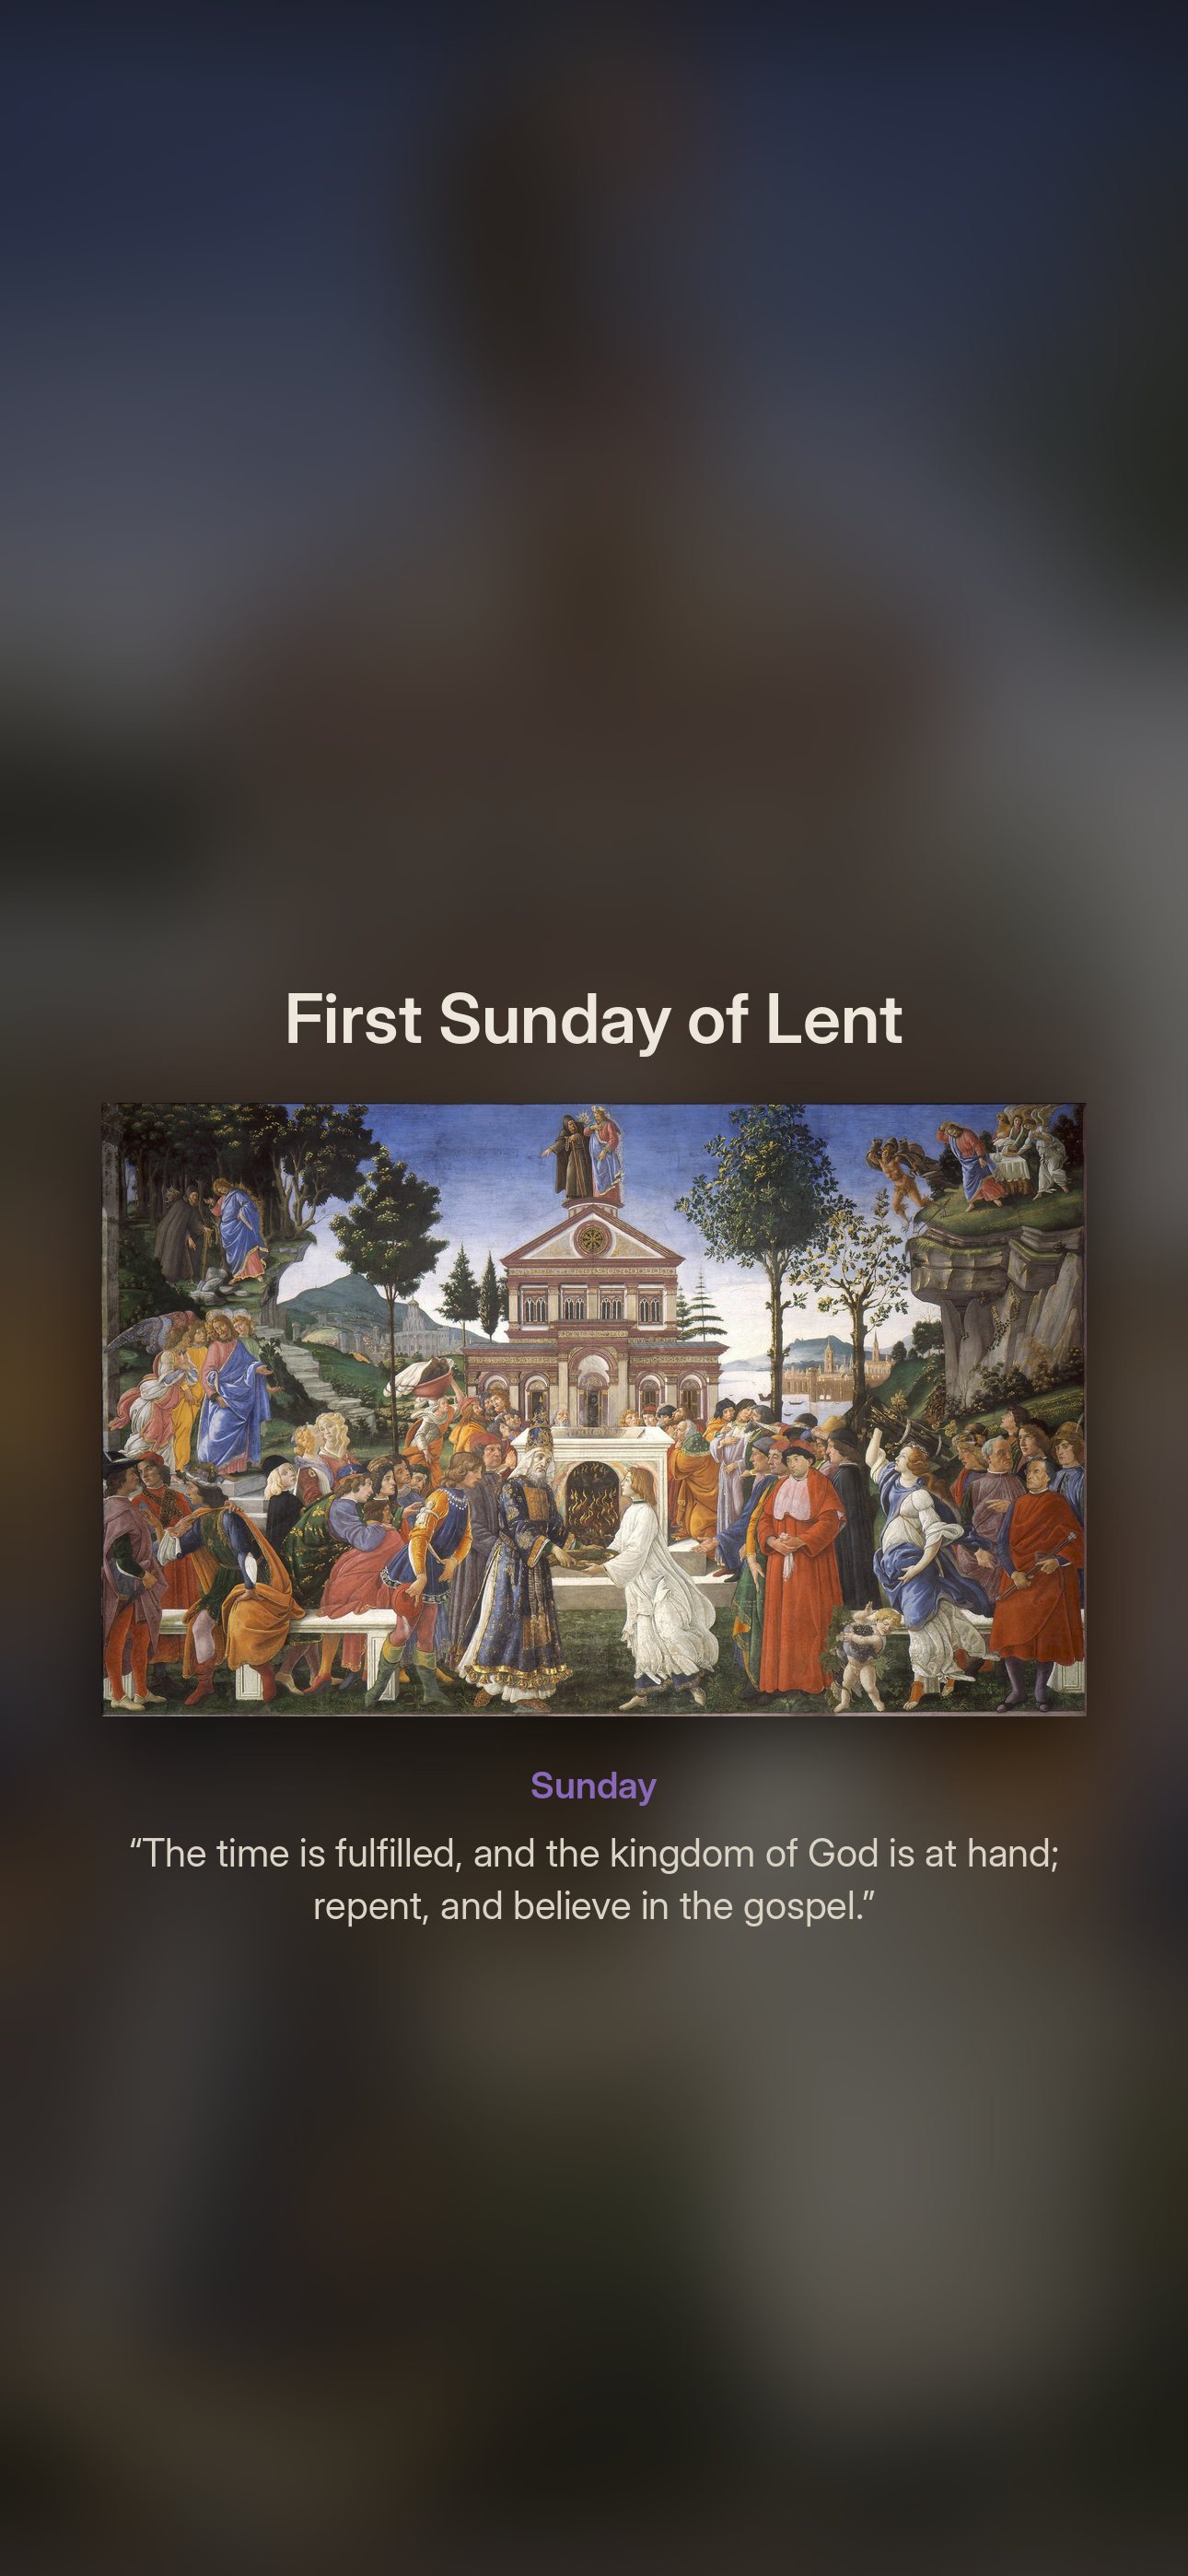 First Sunday of Lent
Sunday
“The time is fulfilled, and the kingdom of God is at hand;
repent, and believe in the gospel.”